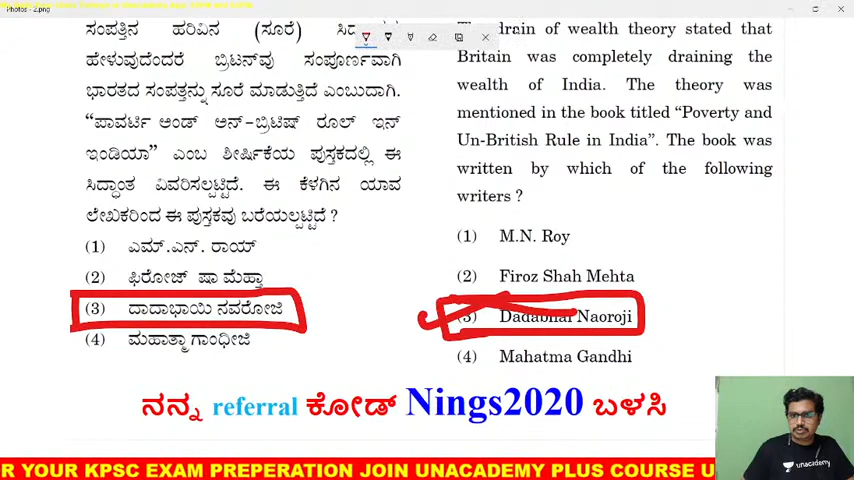 Photos - 2.png
ಸಂಪತ್ತಿನ ಹರಿವಿನ (ಸೂರೆ)
ಹೇಳುವುದೆಂದರೆ ಬ್ರಿಟನ್‌ವು ಸಂಪೂರ್ಣವಾಗಿ
ಭಾರತದ ಸಂಪತ್ತನ್ನು ಸೂರೆ ಮಾಡುತ್ತಿದೆ ಎಂಬುದಾಗಿ.
“ಪಾವರ್ಟಿ ಅಂಡ್ ಅನ್-ಬ್ರಿಟಿಷ್ ರೂಲ್ ಇನ್
ಇಂಡಿಯಾ” ಎಂಬ ಶೀರ್ಷಿಕೆಯ ಪುಸ್ತಕದಲ್ಲಿ ಈ
ಸಿದ್ಧಾಂತ ವಿವರಿಸಲ್ಪಟ್ಟಿದೆ. ಈ ಕೆಳಗಿನ ಯಾವ
ಲೇಖಕರಿಂದ ಈ ಪುಸ್ತಕವು ಬರೆಯಲ್ಪಟ್ಟಿದೆ ?
(1) ಎಮ್.ಎನ್. ರಾಯ್
(2) ಫಿರೋಜ್ ಷಾ ಮೆಹ್ತಾ
(3) ದಾದಾಭಾಯಿ ನವರೋಜಿ
(4) ಮಹಾತ್ಮಾ ಗಾಂಧೀಜಿ
drain of wealth theory stated that
Britain was completely draining the
wealth of India. The theory was
mentioned in the book titled “Poverty and
Un-British Rule in India”. The book was
written by which of the following
writers ?
(1) M.N. Roy
(2) Firoz Shah Mehta
(3) Dadabhai Naoroji
(4) Mahatma Gandhi
ನನ್ನ referral ಕೋಡ್ Nings2020 ಬಳಸಿ
unacademy
R YOUR KPSC EXAM PREPERATION JOIN UNACADEMY PLUS COURSE U